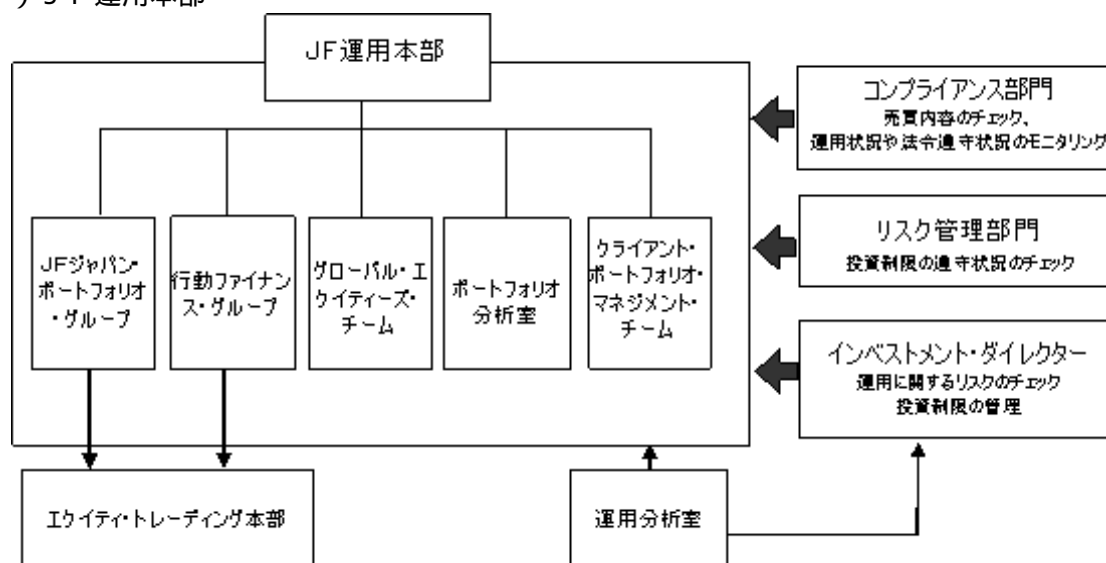 ) JF 運用本部
JF運用本部
コンプライアンス部門
売買内容のチェック、
運用状況や法令遵守状況のモニタリング
リスク管理部門
投資制限の遵守状況のチェック
インベストメント・ダイレクター
運用に関するリスクのチェック
投資制限の管理
JFジャパン・
ポートフォリオ
・グループ
行動ファイナン
ス・グループ
グローバル・エ
クイティーズ・
チーム
ポートフォリオ
分析室
クライアント・
ポートフォリオ・
マネジメント・
チーム
エクイティ・トレーディング本部
運用分析室